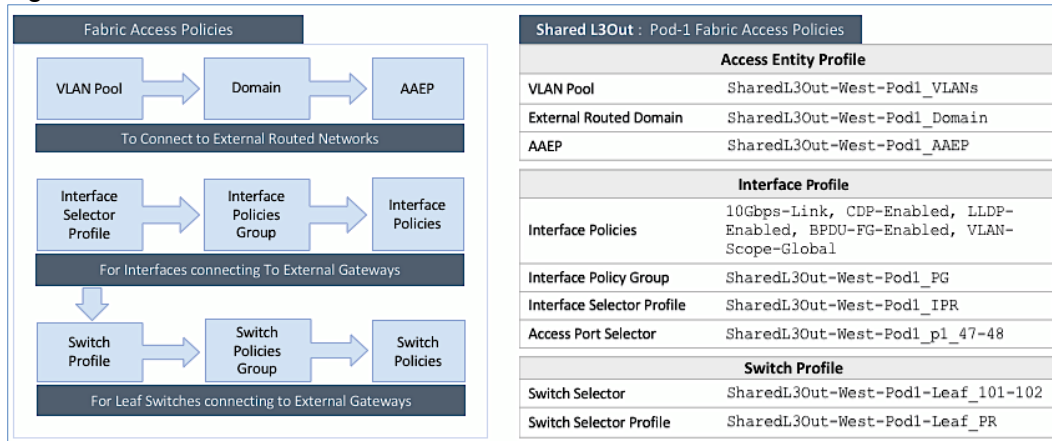 Fabric Access Policies
VLAN Pool
Domain
AAEP
To Connect to External Routed Networks
Interface
Selector
Profile
Interface
Policies
Group
Interface
Policies
For Interfaces connecting To External Gateways
Switch
Profile
Switch
Policies
Group
Switch
Policies
For Leaf Switches connecting to External Gateways
Shared L3Out : Pod-1 Fabric Access Policies
Access Entity Profile
VLAN Pool SharedL3Out-West-Pod1_VLANs
External Routed Domain SharedL3Out-West-Pod1_Domain
AAEP SharedL3Out-West-Pod1_AAEP
Interface Profile
Interface Policies 10Gbps-Link, CDP-Enabled, LLDP-
Enabled, BPDU-FG-Enabled, VLAN-
Scope-Global
Interface Policy Group SharedL3Out-West-Pod1_PG
Interface Selector Profile SharedL3Out-West-Pod1_IPR
Access Port Selector SharedL3Out-West-Pod1_p1_47-48
Switch Profile
Switch Selector SharedL3Out-West-Pod1-Leaf_101-102
Switch Selector Profile SharedL3Out-West-Pod1-Leaf_PR